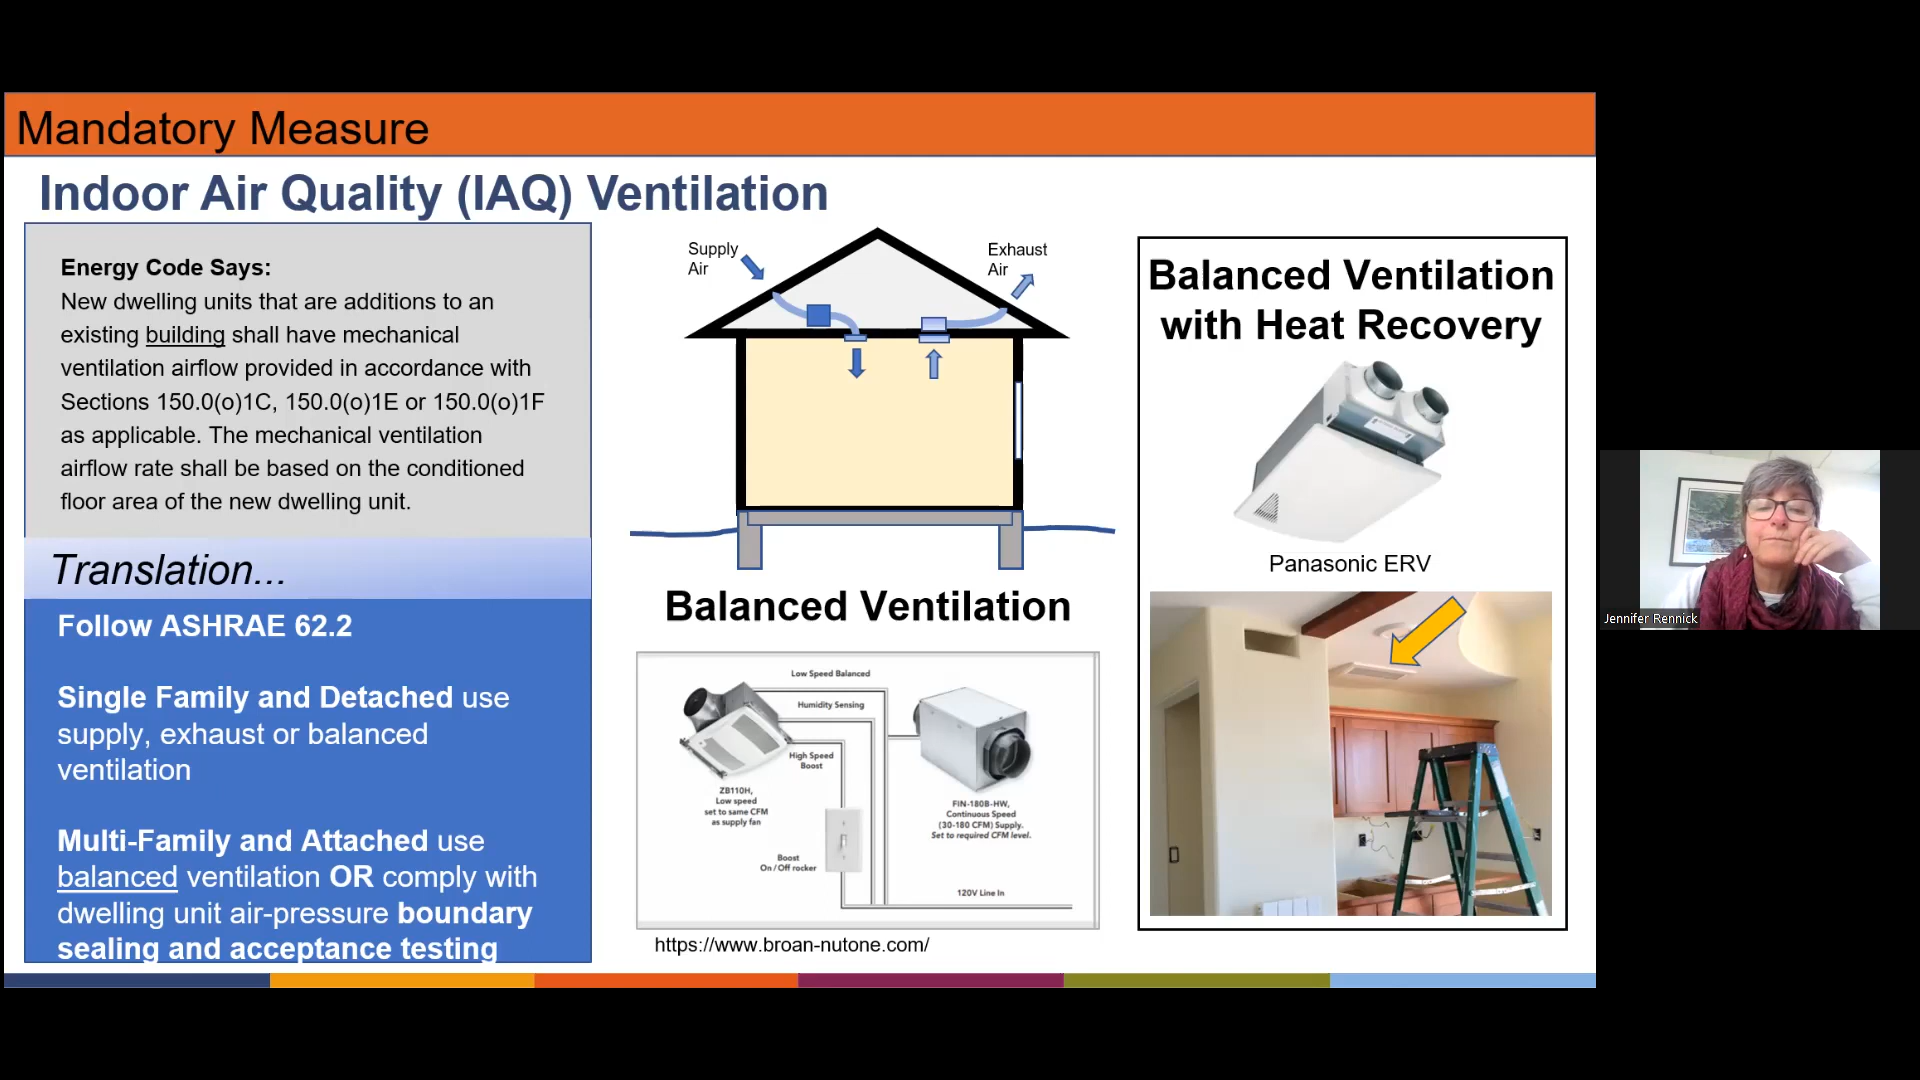 Mandatory Measure
Indoor Air Quality (IAQ) Ventilation
Energy Code Says:
New dwelling units that are additions to an
existing building shall have mechanical
ventilation airflow provided in accordance with
Sections 150.0(o)1C, 150.0(o)1E or 150.0(o)1F
as applicable. The mechanical ventilation
airflow rate shall be based on the conditioned
floor area of the new dwelling unit.
Translation...
Follow ASHRAE 62.2
Single Family and Detached use
supply, exhaust or balanced
ventilation
Multi-Family and Attached use
balanced ventilation OR comply with
dwelling unit air-pressure boundary
sealing and acceptance testing
Supply
Air
Exhaust
Air
Balanced Ventilation
Low Speed Balanced
Humidity Sensing
High Speed
Boost
ZB110H,
Low speed
set to same CFM
as supply fan
FIN-180B-HW,
Continuous Speed
(30-180 CFM) Supply.
Set to required CFM level.
Boost
On / Off rocker
120V Line In
https://www.broan-nutone.com/
Balanced Ventilation
with Heat Recovery
Panasonic ERV
Jennifer Rennick